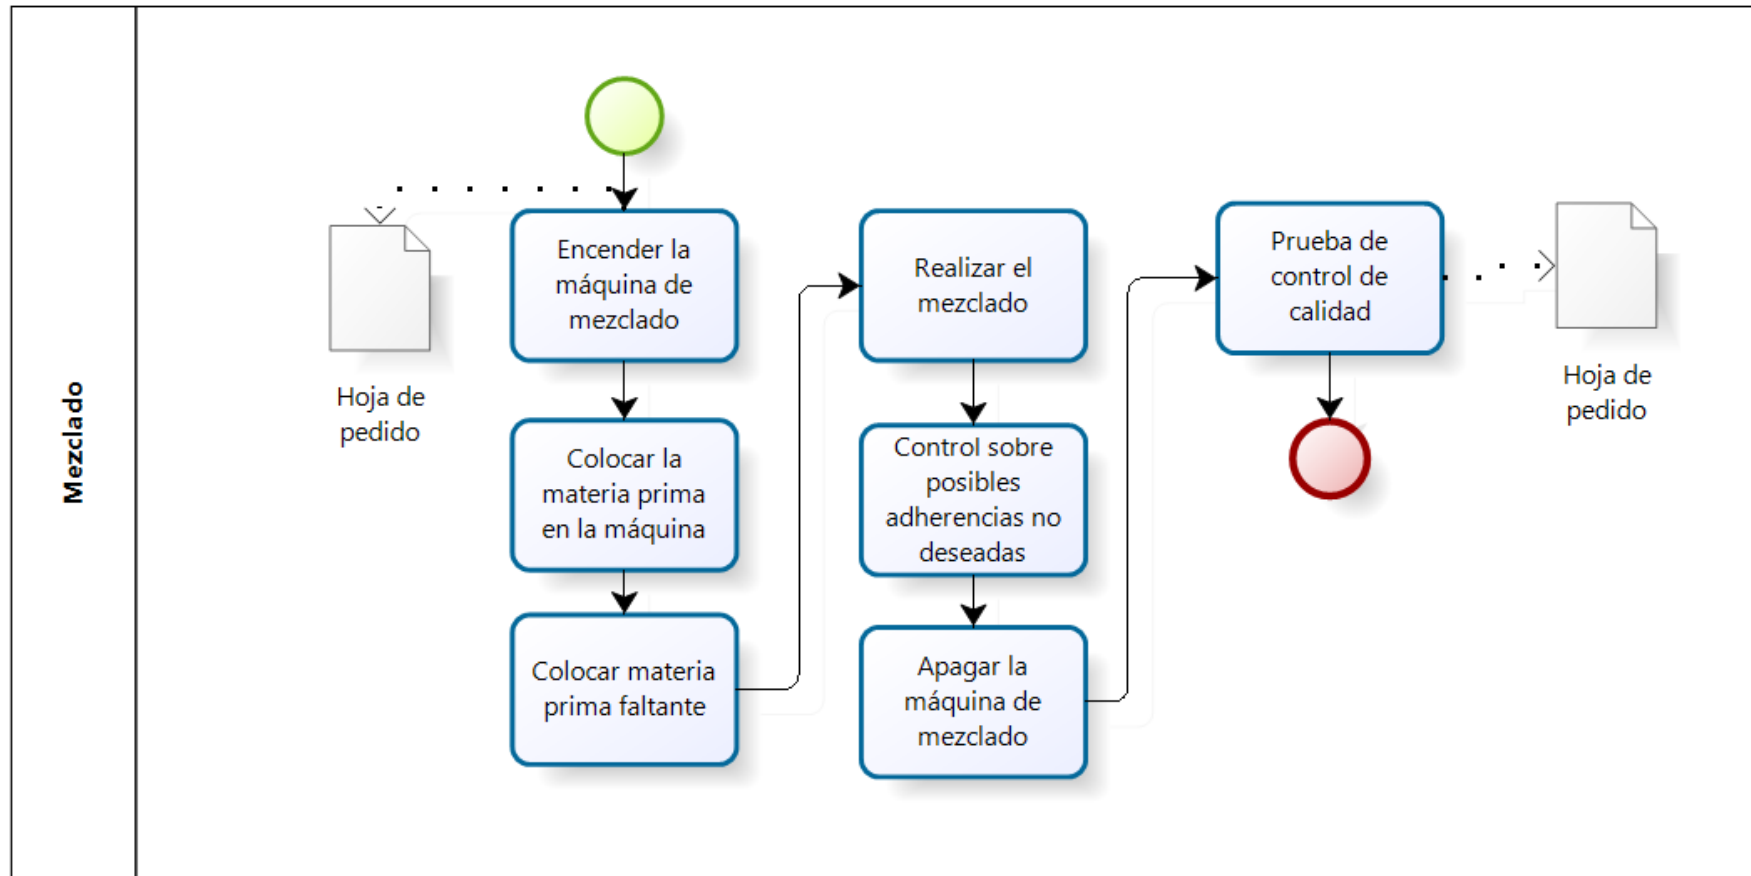 Mezclado
Hoja de
pedido
Encender la
máquina de
mezclado
Colocar la
materia prima
en la máquina
Colocar materia
prima faltante
Realizar el
mezclado
Control sobre
posibles
adherencias no
deseadas
Apagar la
máquina de
mezclado
Prueba de
control de
calidad
Hoja de
pedido